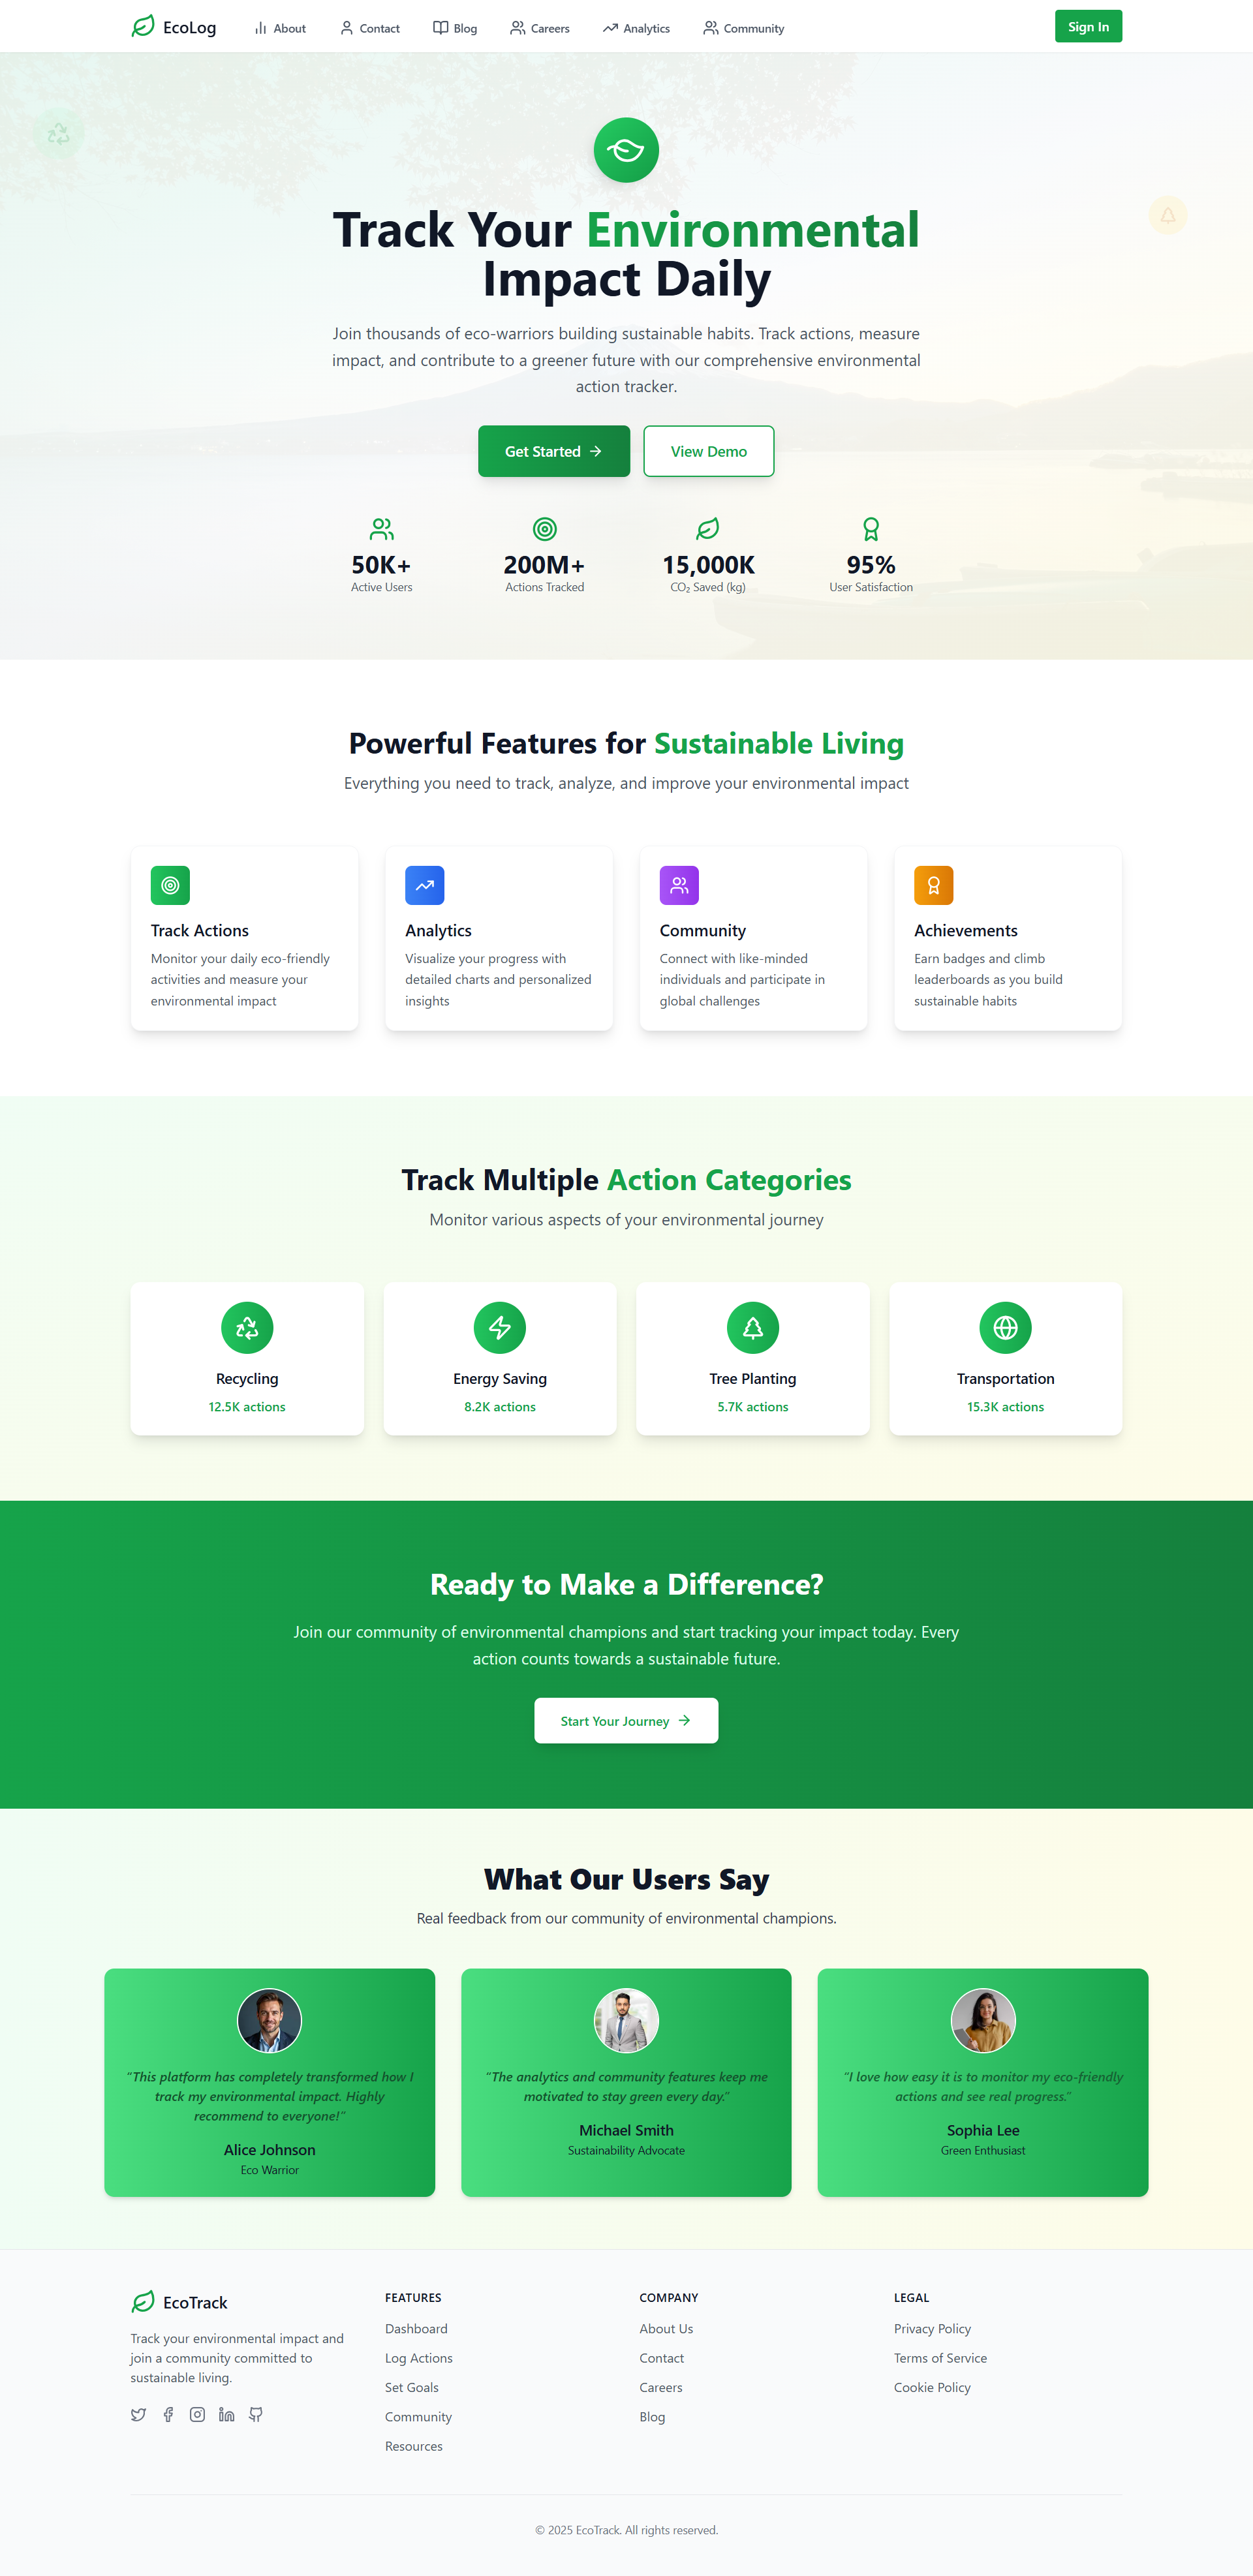 EcoLog
About
Contact
Blog
Careers
Analytics
Community
Sign In
Track Your Environmental
Impact Daily
Join thousands of eco-warriors building sustainable habits. Track actions, measure
impact, and contribute to a greener future with our comprehensive environmental
action tracker.
Get Started
View Demo
50K+
Active Users
200M+
Actions Tracked
15,000K
CO₂ Saved (kg)
95%
User Satisfaction
Powerful Features for Sustainable Living
Everything you need to track, analyze, and improve your environmental impact
Track Actions
Monitor your daily eco-friendly
activities and measure your
environmental impact
Analytics
Visualize your progress with
detailed charts and personalized
insights
Community
Connect with like-minded
individuals and participate in
global challenges
Achievements
Earn badges and climb
leaderboards as you build
sustainable habits
Track Multiple Action Categories
Monitor various aspects of your environmental journey
Recycling
12.5K actions
Energy Saving
8.2K actions
Tree Planting
5.7K actions
Transportation
15.3K actions
Ready to Make a Difference?
Join our community of environmental champions and start tracking your impact today. Every
action counts towards a sustainable future.
Start Your Journey
What Our Users Say
Real feedback from our community of environmental champions.
"This platform has completely transformed how I
track my environmental impact. Highly
recommend to everyone!"
Alice Johnson
Eco Warrior
"The analytics and community features keep me
motivated to stay green every day."
Michael Smith
Sustainability Advocate
"I love how easy it is to monitor my eco-friendly
actions and see real progress."
Sophia Lee
Green Enthusiast
EcoTrack
Track your environmental impact and
join a community committed to
sustainable living.
FEATURES
Dashboard
Log Actions
Set Goals
Community
Resources
COMPANY
About Us
Contact
Careers
Blog
LEGAL
Privacy Policy
Terms of Service
Cookie Policy
© 2025 EcoTrack. All rights reserved.